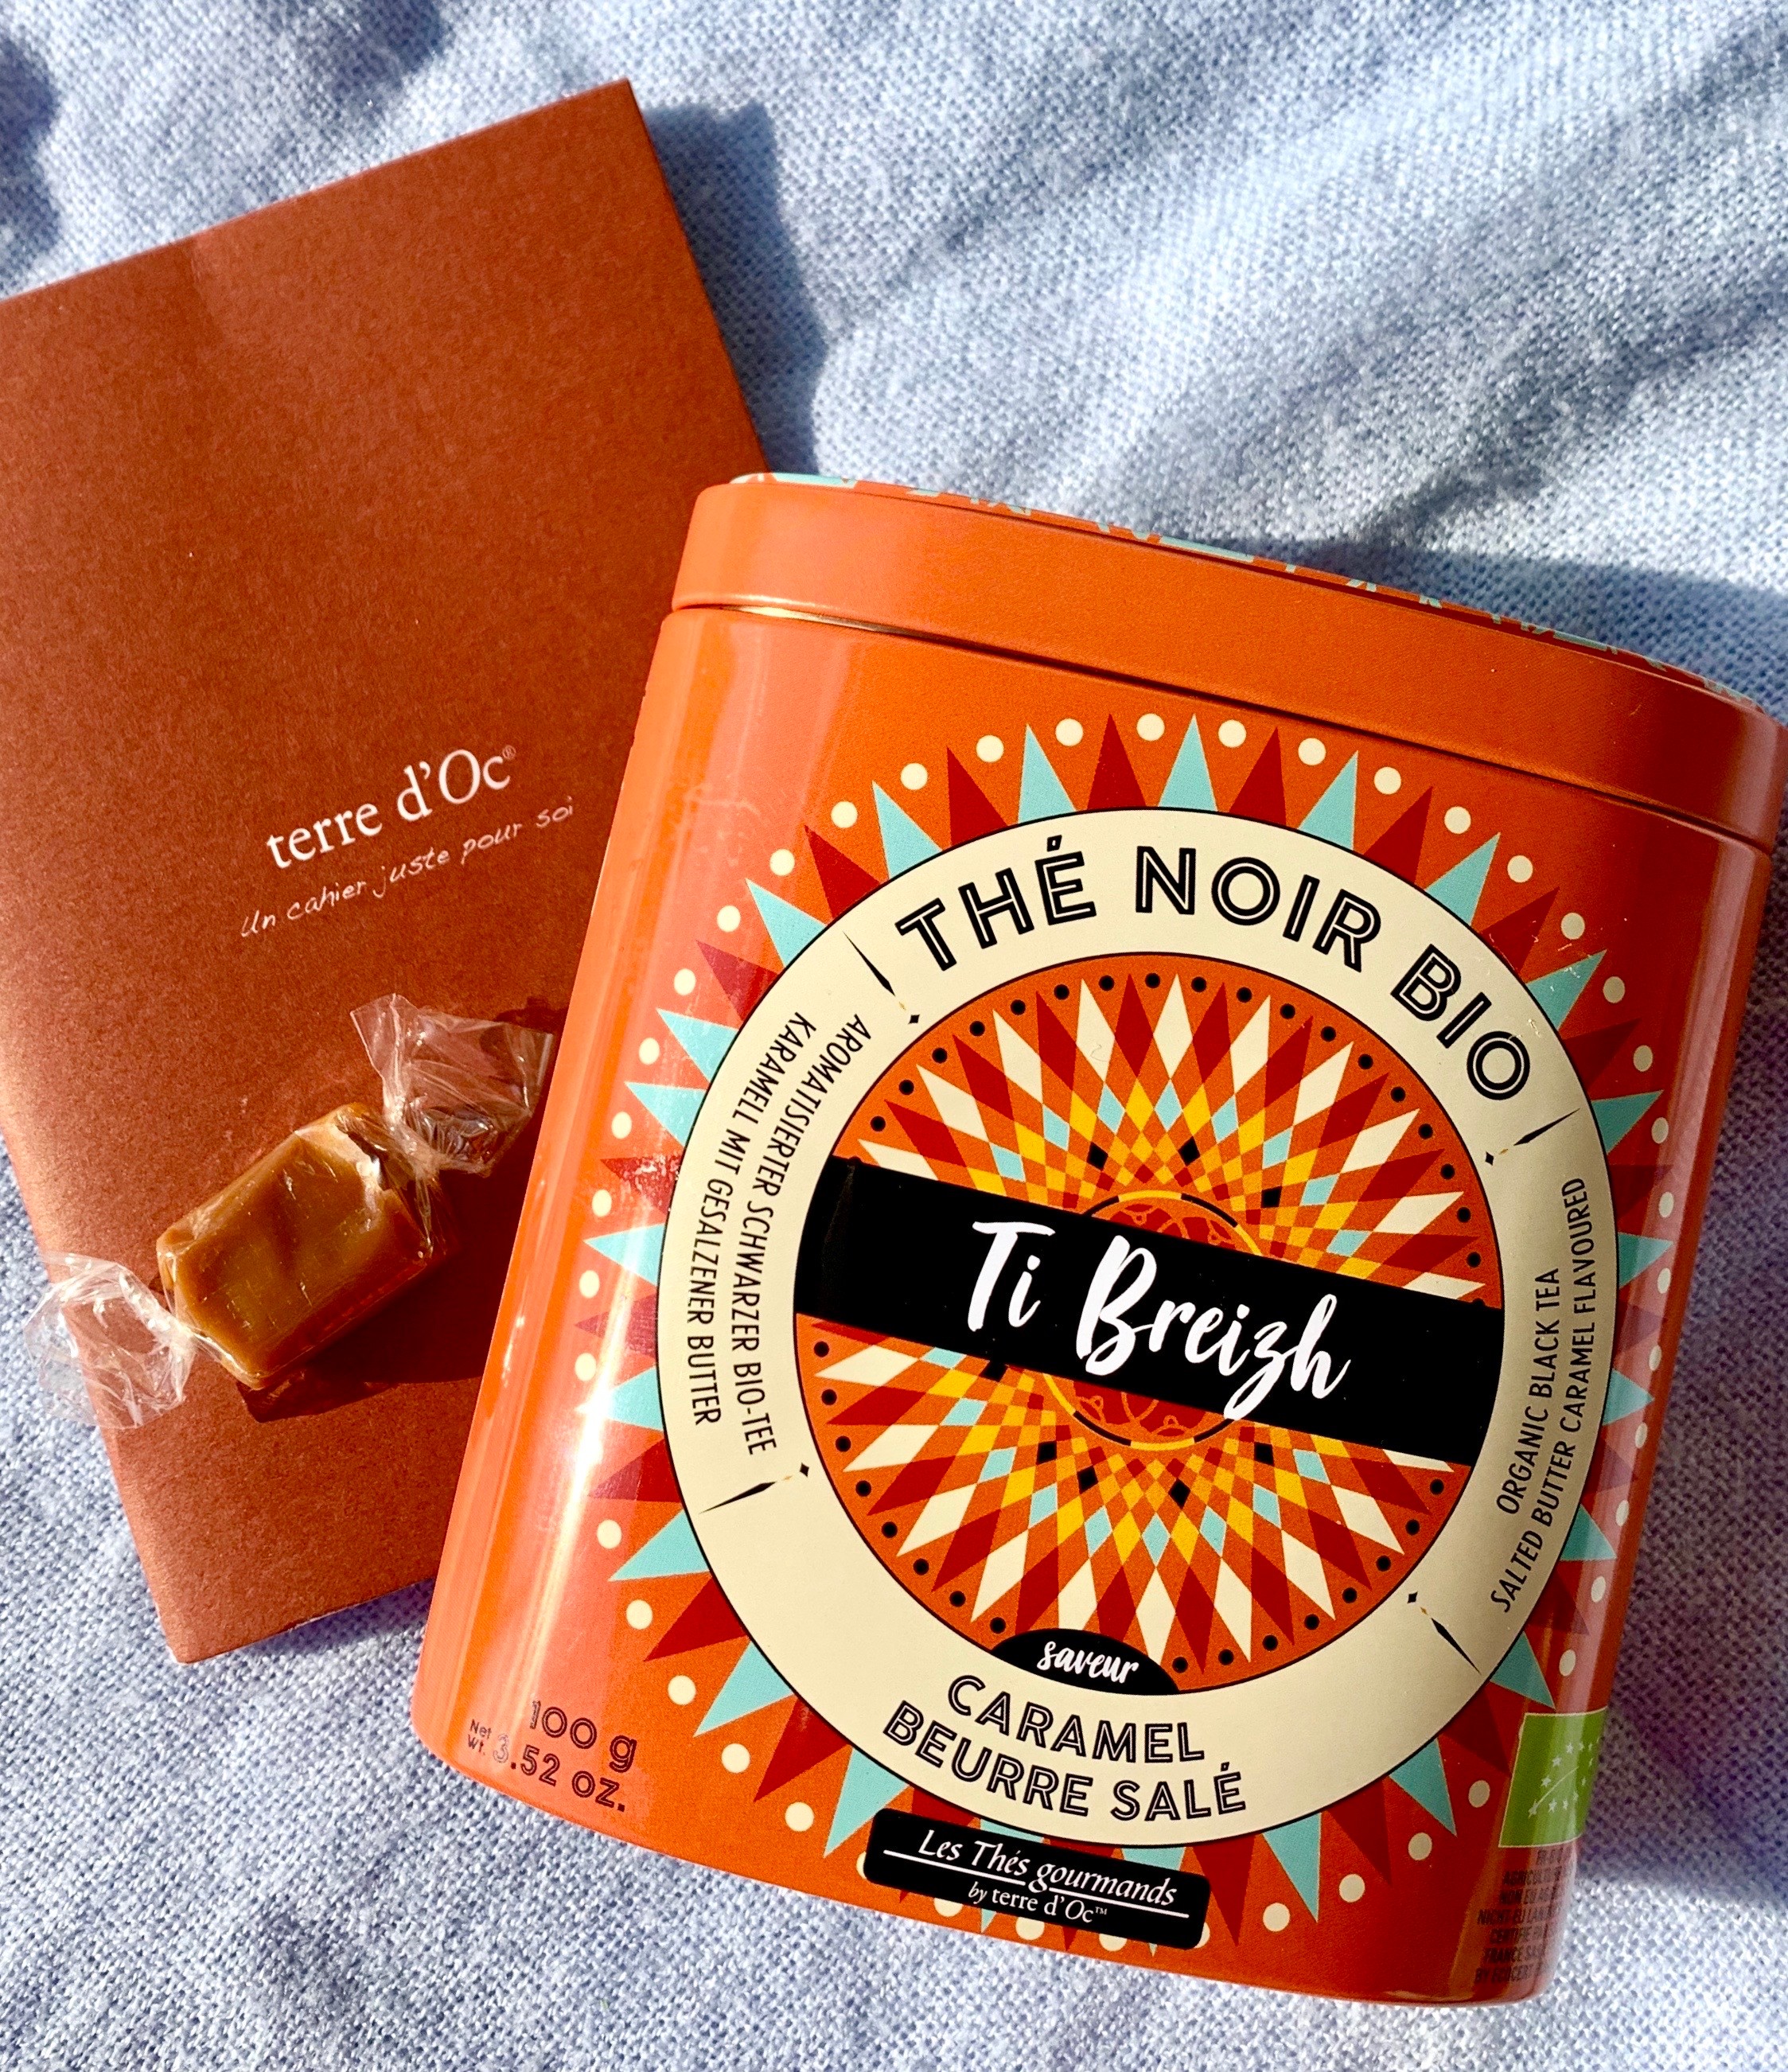 terre d'Oc®
Un cahier juste pour soi
THÉ NOIR BIO
AROMATISIERTER SCHWARZER BIO-TEE
KARAMELL MIT GESALZENER BUTTER
Ti Breizh
ORGANIC BLACK TEA
SALTED BUTTER CARAMEL FLAVOURED
saveur
CARAMEL
BEURRE SALÉ
100 g
Net
wt. 3.52 oz.
Les Thés gourmands
by terre d'Oc™